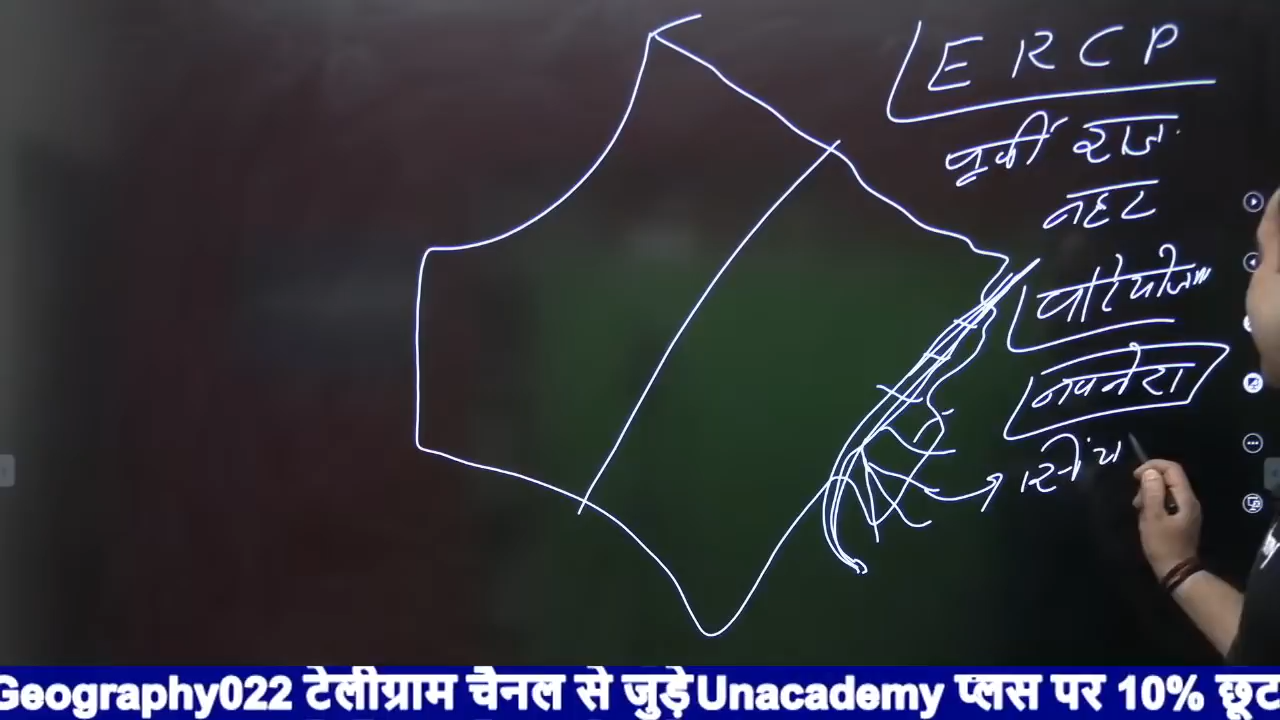 ERCP
पूर्वी राज.
नहर
परियोजना
नवनेरा
Geography022 टेलीग्राम चैनल से जुड़े Unacademy प्लस पर 10% छूट